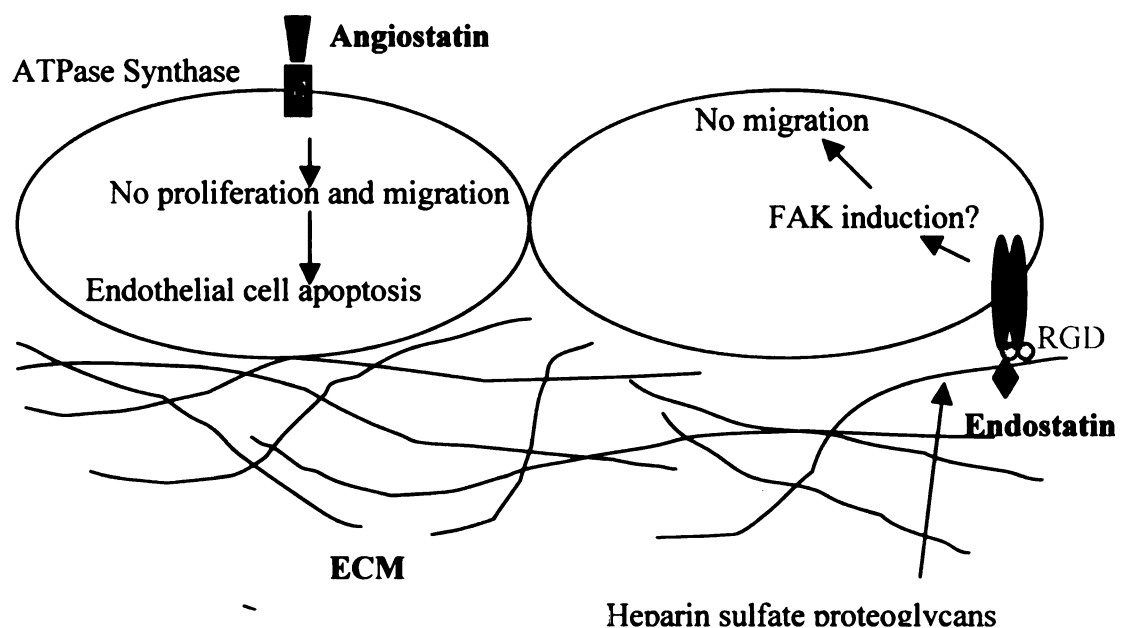 Angiostatin
ATPase Synthase
No migration
No proliferation and migration
FAK induction?
Endothelial cell apoptosis
RGD
Endostatin
ECM
Heparin sulfate proteoglycans